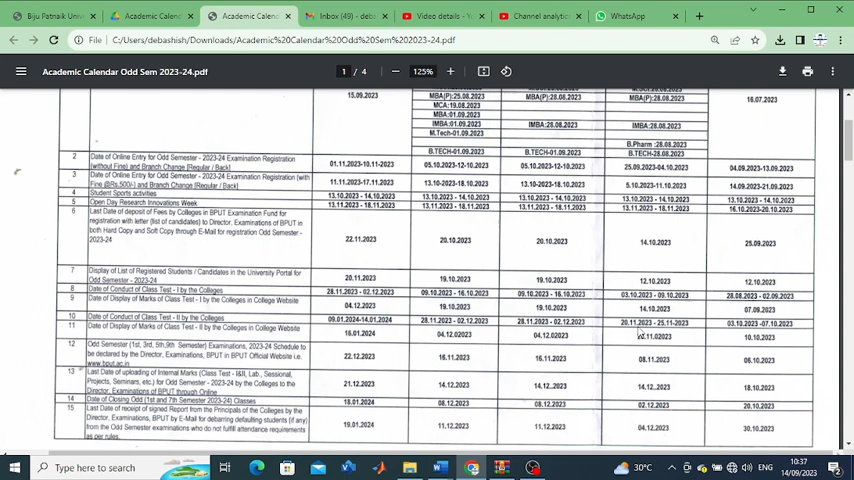 Biju Patnaik Univ
Academic Calenda
Academic Calend
Inbox (49) - deba
Video details - Yo
Channel analytic
WhatsApp
File C:/Users/debashish/Downloads/Academic%20Calendar%20Odd%20Sem%202023-24.pdf
Academic Calendar Odd Sem 2023-24.pdf
1 / 4
125%
15.09.2023
MBA(P):25.08.2023
MCA:19.08.2023
MBA:01.09.2023
IMBA:01.09.2023
M.Tech-01.09.2023
B.TECH-01.09.2023
MBA(P):28.08.2023
IMBA:28.08.2023
B.TECH-01.09.2023
MBA(P):28.08.2023
IMBA:28.08.2023
B.Pharm :28.08.2023
B.TECH-28.08.2023
16.07.2023
2 Date of Online Entry for Odd Semester - 2023-24 Examination Registration
(without Fine) and Branch Change [Regular / Back]
01.11.2023-10.11-2023 05.10.2023-12.10-2023 05.10.2023-12.10-2023 25.09.2023-04.10.2023 04.09.2023-13.09.2023
3 Date of Online Entry for Odd Semester - 2023-24 Examination Registration (with
Fine @Rs.500/-) and Branch Change [Regular / Back]
11.11.2023-17.11.2023 13.10-2023-18.10-2023 13.10-2023-18.10-2023 5.10.2023-11.10-2023 14.09.2023-21.09.2023
4 Student Sports activities 13.10.2023 - 14.10.2023 13.10.2023 - 14.10.2023 13.10.2023 - 14.10.2023 13.10.2023 - 14.10.2023 13.10.2023 - 14.10.2023
5 Open Day Research Innovations Week 13.11.2023 - 18.11.2023 13.11.2023 - 18.11.2023 13.11.2023 - 18.11.2023 13.11.2023 - 18.11.2023 16.10.2023-20.10.2023
6 Last Date of deposit of Fees by Colleges in BPUT Examination Fund for
registration with letter (list of candidates) to Director, Examinations of BPUT in
both Hard Copy and Soft Copy through E-Mail for registration Odd Semester -
2023-24
22.11.2023 20.10.2023 20.10.2023 14.10.2023 25.09.2023
7 Display of List of Registered Students / Candidates in the University Portal for
Odd Semester - 2023-24
20.11.2023 19.10.2023 19.10.2023 12.10.2023 12.10.2023
8 Date of Conduct of Class Test - I by the Colleges 28.11.2023 - 02.12.2023 09.10.2023 - 16.10.2023 09.10.2023 - 16.10.2023 03.10.2023 - 09.10.2023 28.08.2023 - 02.09.2023
9 Date of Display of Marks of Class Test - I by the Colleges in College Website
04.12.2023 19.10.2023 19.10.2023 14.10.2023 07.09.2023
10 Date of Conduct of Class Test - II by the Colleges 09.01.2024-14.01.2024 28.11.2023 - 02.12.2023 28.11.2023 - 02.12.2023 20.11.2023 - 25.11-2023 03.10.2023 -07.10.2023
11 Date of Display of Marks of Class Test - II by the Colleges in College Website
16.01.2024 04.12.02023 04.12.02023 10.10.2023
12 Odd Semester (1st, 3rd, 5th,9th Semester) Examinations, 2023-24 Schedule to
be declared by the Director, Examinations, BPUT in BPUT Official Website i.e.
www.bput.ac.in
22.12.2023 16.11.2023 16.11.2023 08.11.2023 06.10.2023
13 Last Date of uploading of Internal Marks (Class Test - I&II, Lab., Sessional,
Projects, Seminars, etc.) for Odd Semester - 2023-24 by the Colleges to the
Director, Examinations of BPUT through Online
21.12.2023 14.12.2023 14.12..2023 14.12..2023 18.10.2023
14 Date of Closing Odd (1st and 7th Semester 2023-24) Classes 18.01.2024 08.12.2023 08.12.2023 02.12.2023 20.10.2023
15 Last Date of receipt of signed Report from the Principals of the Colleges by the
Director, Examinations, BPUT by E-Mail for debarring defaulting students (if any)
from the Odd Semester examinations who do not fulfill attendance requirements
as per rules.
19.01.2024 11.12.2023 11.12.2023 04.12.2023 30.10.2023
Type here to search
30°C
ENG
10:37
14/09/2023